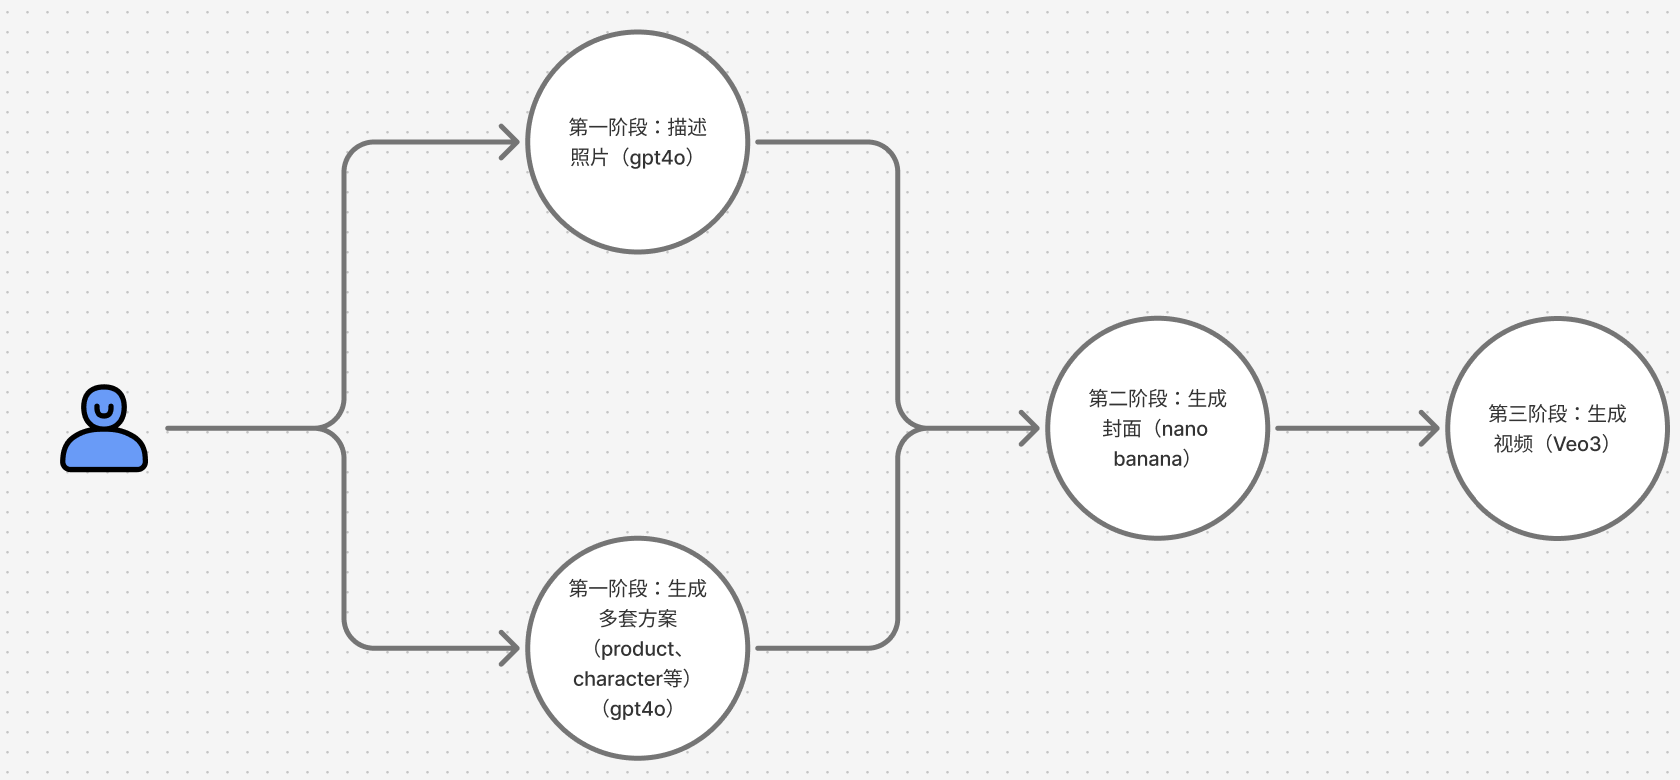 第一阶段：描述
照片（gpt4o）
第一阶段：生成
多套方案
（product、
character等）
（gpt4o）
第二阶段：生成
封面（nano
banana）
第三阶段：生成
视频（Veo3）